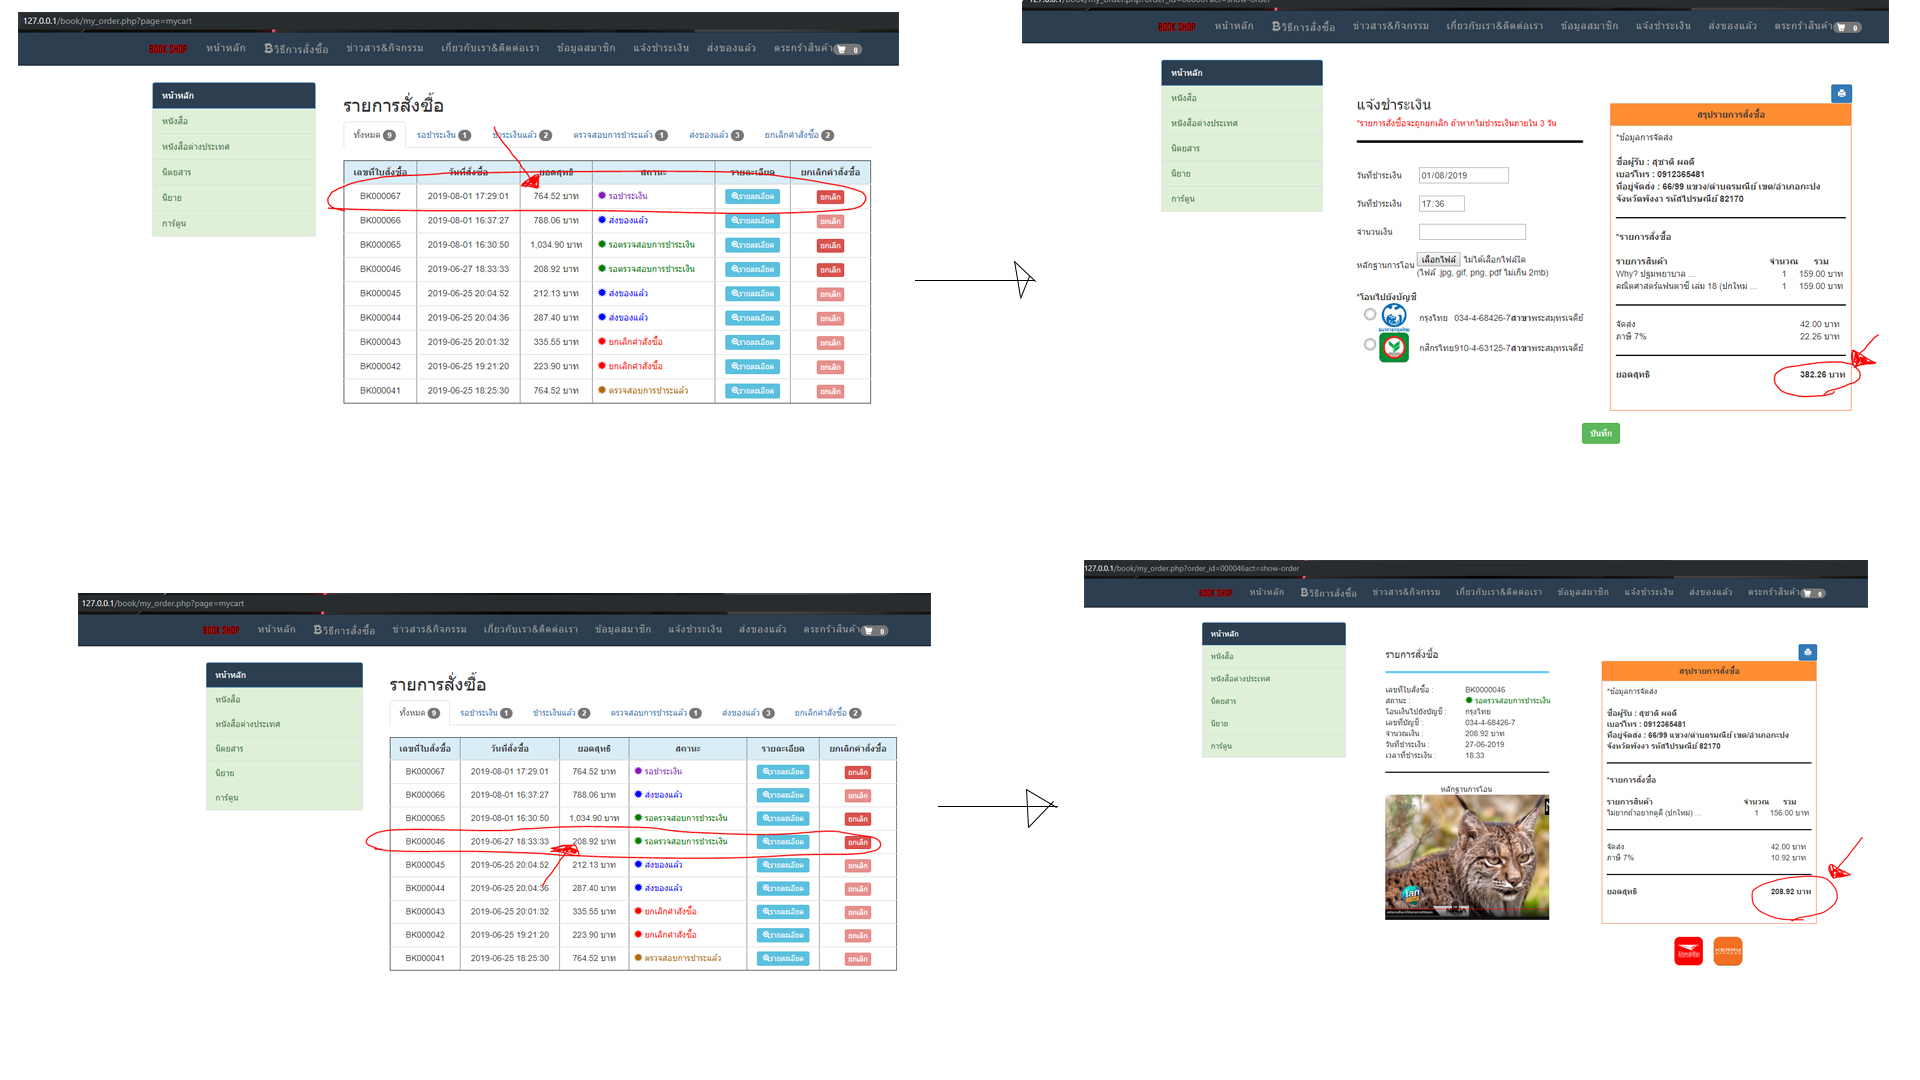 127.0.0.1/book/my_order.php?page=mycart
BOOK SHOP หน้าหลัก วิธีการสั่งซื้อ ข่าวสาร&กิจกรรม เกี่ยวกับเรา&ติดต่อเรา ข้อมูลสมาชิก แจ้งชำระเงิน ส่งของแล้ว ตระกร้าสินค้า 0
หน้าหลัก
หนังสือ
หนังสือต่างประเทศ
นิตยสาร
นิยาย
การ์ตูน
รายการสั่งซื้อ
ทั้งหมด 9 รอชำระเงิน 1 ชำระเงินแล้ว 2 ตรวจสอบการชำระแล้ว 1 ส่งของแล้ว 3 ยกเลิกคำสั่งซื้อ 2
เลขที่ใบสั่งซื้อ วันที่สั่งซื้อ ยอดสุทธิ สถานะ รายละเอียด ยกเลิกคำสั่งซื้อ
BK000067 2019-08-01 17:29:01 764.52 บาท รอชำระเงิน รายละเอียด ยกเลิก
BK000066 2019-08-01 16:37:27 788.06 บาท ส่งของแล้ว รายละเอียด ยกเลิก
BK000065 2019-08-01 16:30:50 1,034.90 บาท รอตรวจสอบการชำระเงิน รายละเอียด ยกเลิก
BK000046 2019-06-27 18:33:33 208.92 บาท รอตรวจสอบการชำระเงิน รายละเอียด ยกเลิก
BK000045 2019-06-25 20:04:52 212.13 บาท ส่งของแล้ว รายละเอียด ยกเลิก
BK000044 2019-06-25 20:04:36 287.40 บาท ส่งของแล้ว รายละเอียด ยกเลิก
BK000043 2019-06-25 20:01:32 335.55 บาท ยกเลิกคำสั่งซื้อ รายละเอียด ยกเลิก
BK000042 2019-06-25 19:21:20 223.90 บาท ยกเลิกคำสั่งซื้อ รายละเอียด ยกเลิก
BK000041 2019-06-25 18:25:30 764.52 บาท ตรวจสอบการชำระแล้ว รายละเอียด ยกเลิก
BOOK SHOP หน้าหลัก วิธีการสั่งซื้อ ข่าวสาร&กิจกรรม เกี่ยวกับเรา&ติดต่อเรา ข้อมูลสมาชิก แจ้งชำระเงิน ส่งของแล้ว ตระกร้าสินค้า 0
หน้าหลัก
หนังสือ
หนังสือต่างประเทศ
นิตยสาร
นิยาย
การ์ตูน
แจ้งชำระเงิน
*รายการสั่งซื้อจะถูกยกเลิก ถ้าหากไม่ชำระเงินภายใน 3 วัน
วันที่ชำระเงิน 01/08/2019
วันที่ชำระเงิน 17:36
จำนวนเงิน
หลักฐานการโอน เลือกไฟล์ ไม่ได้เลือกไฟล์ใด
(ไฟล์ .jpg, gif, png, pdf ไม่เกิน 2mb)
*โอนไปยังบัญชี
กรุงไทย 034-4-68426-7สาขาพระสมุทรเจดีย์
กสิกรไทย910-4-63125-7สาขาพระสมุทรเจดีย์
สรุปรายการสั่งซื้อ
*ข้อมูลการจัดส่ง
ชื่อผู้รับ : สุชาติ ผลดี
เบอร์โทร : 0912365481
ที่อยู่จัดส่ง : 66/99 แขวง/ตำบลรมณีย์ เขต/อำเภอกะปง
จังหวัดพังงา รหัสไปรษณีย์ 82170
*รายการสั่งซื้อ
รายการสินค้า จำนวณ รวม
Why? ปฐมพยาบาล ... 1 159.00 บาท
คณิตศาสตร์แฟนตาซี เล่ม 18 (ปกใหม่ ... 1 159.00 บาท
จัดส่ง 42.00 บาท
ภาษี 7% 22.26 บาท
ยอดสุทธิ 382.26 บาท
บันทึก
127.0.0.1/book/my_order.php?page=mycart
BOOK SHOP หน้าหลัก วิธีการสั่งซื้อ ข่าวสาร&กิจกรรม เกี่ยวกับเรา&ติดต่อเรา ข้อมูลสมาชิก แจ้งชำระเงิน ส่งของแล้ว ตระกร้าสินค้า 0
หน้าหลัก
หนังสือ
หนังสือต่างประเทศ
นิตยสาร
นิยาย
การ์ตูน
รายการสั่งซื้อ
ทั้งหมด 9 รอชำระเงิน 1 ชำระเงินแล้ว 2 ตรวจสอบการชำระแล้ว 1 ส่งของแล้ว 3 ยกเลิกคำสั่งซื้อ 2
เลขที่ใบสั่งซื้อ วันที่สั่งซื้อ ยอดสุทธิ สถานะ รายละเอียด ยกเลิกคำสั่งซื้อ
BK000067 2019-08-01 17:29:01 764.52 บาท รอชำระเงิน รายละเอียด ยกเลิก
BK000066 2019-08-01 16:37:27 788.06 บาท ส่งของแล้ว รายละเอียด ยกเลิก
BK000065 2019-08-01 16:30:50 1,034.90 บาท รอตรวจสอบการชำระเงิน รายละเอียด ยกเลิก
BK000046 2019-06-27 18:33:33 208.92 บาท รอตรวจสอบการชำระเงิน รายละเอียด ยกเลิก
BK000045 2019-06-25 20:04:52 212.13 บาท ส่งของแล้ว รายละเอียด ยกเลิก
BK000044 2019-06-25 20:04:36 287.40 บาท ส่งของแล้ว รายละเอียด ยกเลิก
BK000043 2019-06-25 20:01:32 335.55 บาท ยกเลิกคำสั่งซื้อ รายละเอียด ยกเลิก
BK000042 2019-06-25 19:21:20 223.90 บาท ยกเลิกคำสั่งซื้อ รายละเอียด ยกเลิก
BK000041 2019-06-25 18:25:30 764.52 บาท ตรวจสอบการชำระแล้ว รายละเอียด ยกเลิก
127.0.0.1/book/my_order.php?order_id=000046act=show-order
BOOK SHOP หน้าหลัก วิธีการสั่งซื้อ ข่าวสาร&กิจกรรม เกี่ยวกับเรา&ติดต่อเรา ข้อมูลสมาชิก แจ้งชำระเงิน ส่งของแล้ว ตระกร้าสินค้า 0
หน้าหลัก
หนังสือ
หนังสือต่างประเทศ
นิตยสาร
นิยาย
การ์ตูน
รายการสั่งซื้อ
เลขที่ใบสั่งซื้อ : BK0000046
สถานะ : รอตรวจสอบการชำระเงิน
โอนเงินไปยังบัญชี : กรุงไทย
เลขที่บัญชี : 034-4-68426-7
จำนวณเงิน : 208.92 บาท
วันที่ชำระเงิน : 27-06-2019
เวลาที่ชำระเงิน : 18:33
หลักฐานการโอน
สรุปรายการสั่งซื้อ
*ข้อมูลการจัดส่ง
ชื่อผู้รับ : สุชาติ ผลดี
เบอร์โทร : 0912365481
ที่อยู่จัดส่ง : 66/99 แขวง/ตำบลรมณีย์ เขต/อำเภอกะปง
จังหวัดพังงา รหัสไปรษณีย์ 82170
*รายการสั่งซื้อ
รายการสินค้า จำนวณ รวม
ไม่ยากถ้าอยากดูดี (ปกใหม่) ... 1 156.00 บาท
จัดส่ง 42.00 บาท
ภาษี 7% 10.92 บาท
ยอดสุทธิ 208.92 บาท
KERRY